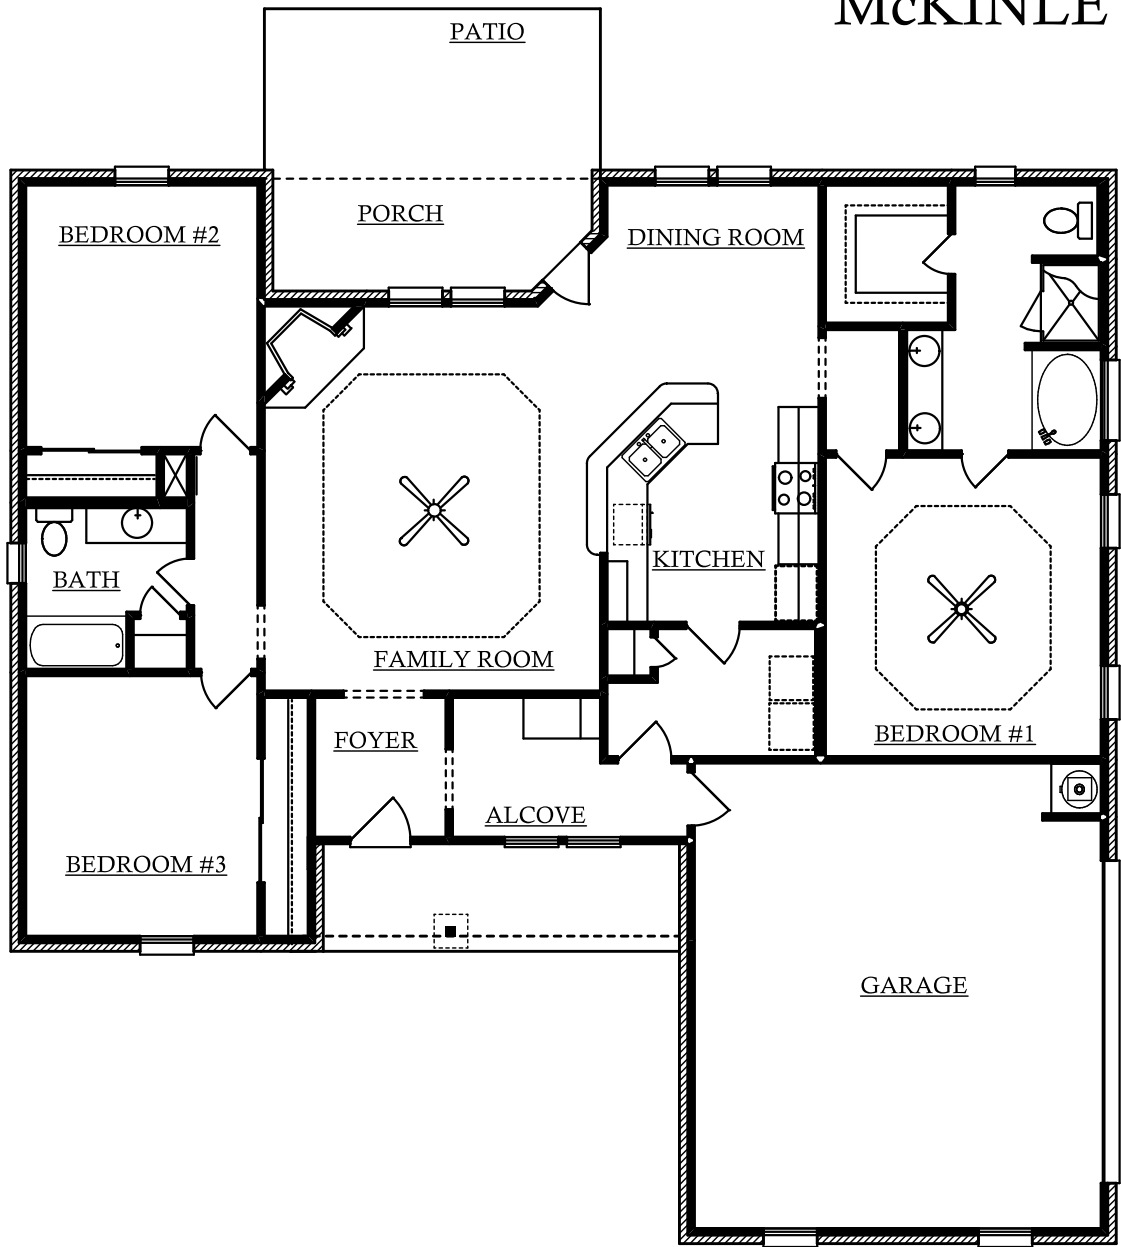 McKINLE
PATIO
PORCH
BEDROOM #2
DINING ROOM
BATH
KITCHEN
FAMILY ROOM
FOYER
BEDROOM #1
ALCOVE
BEDROOM #3
GARAGE